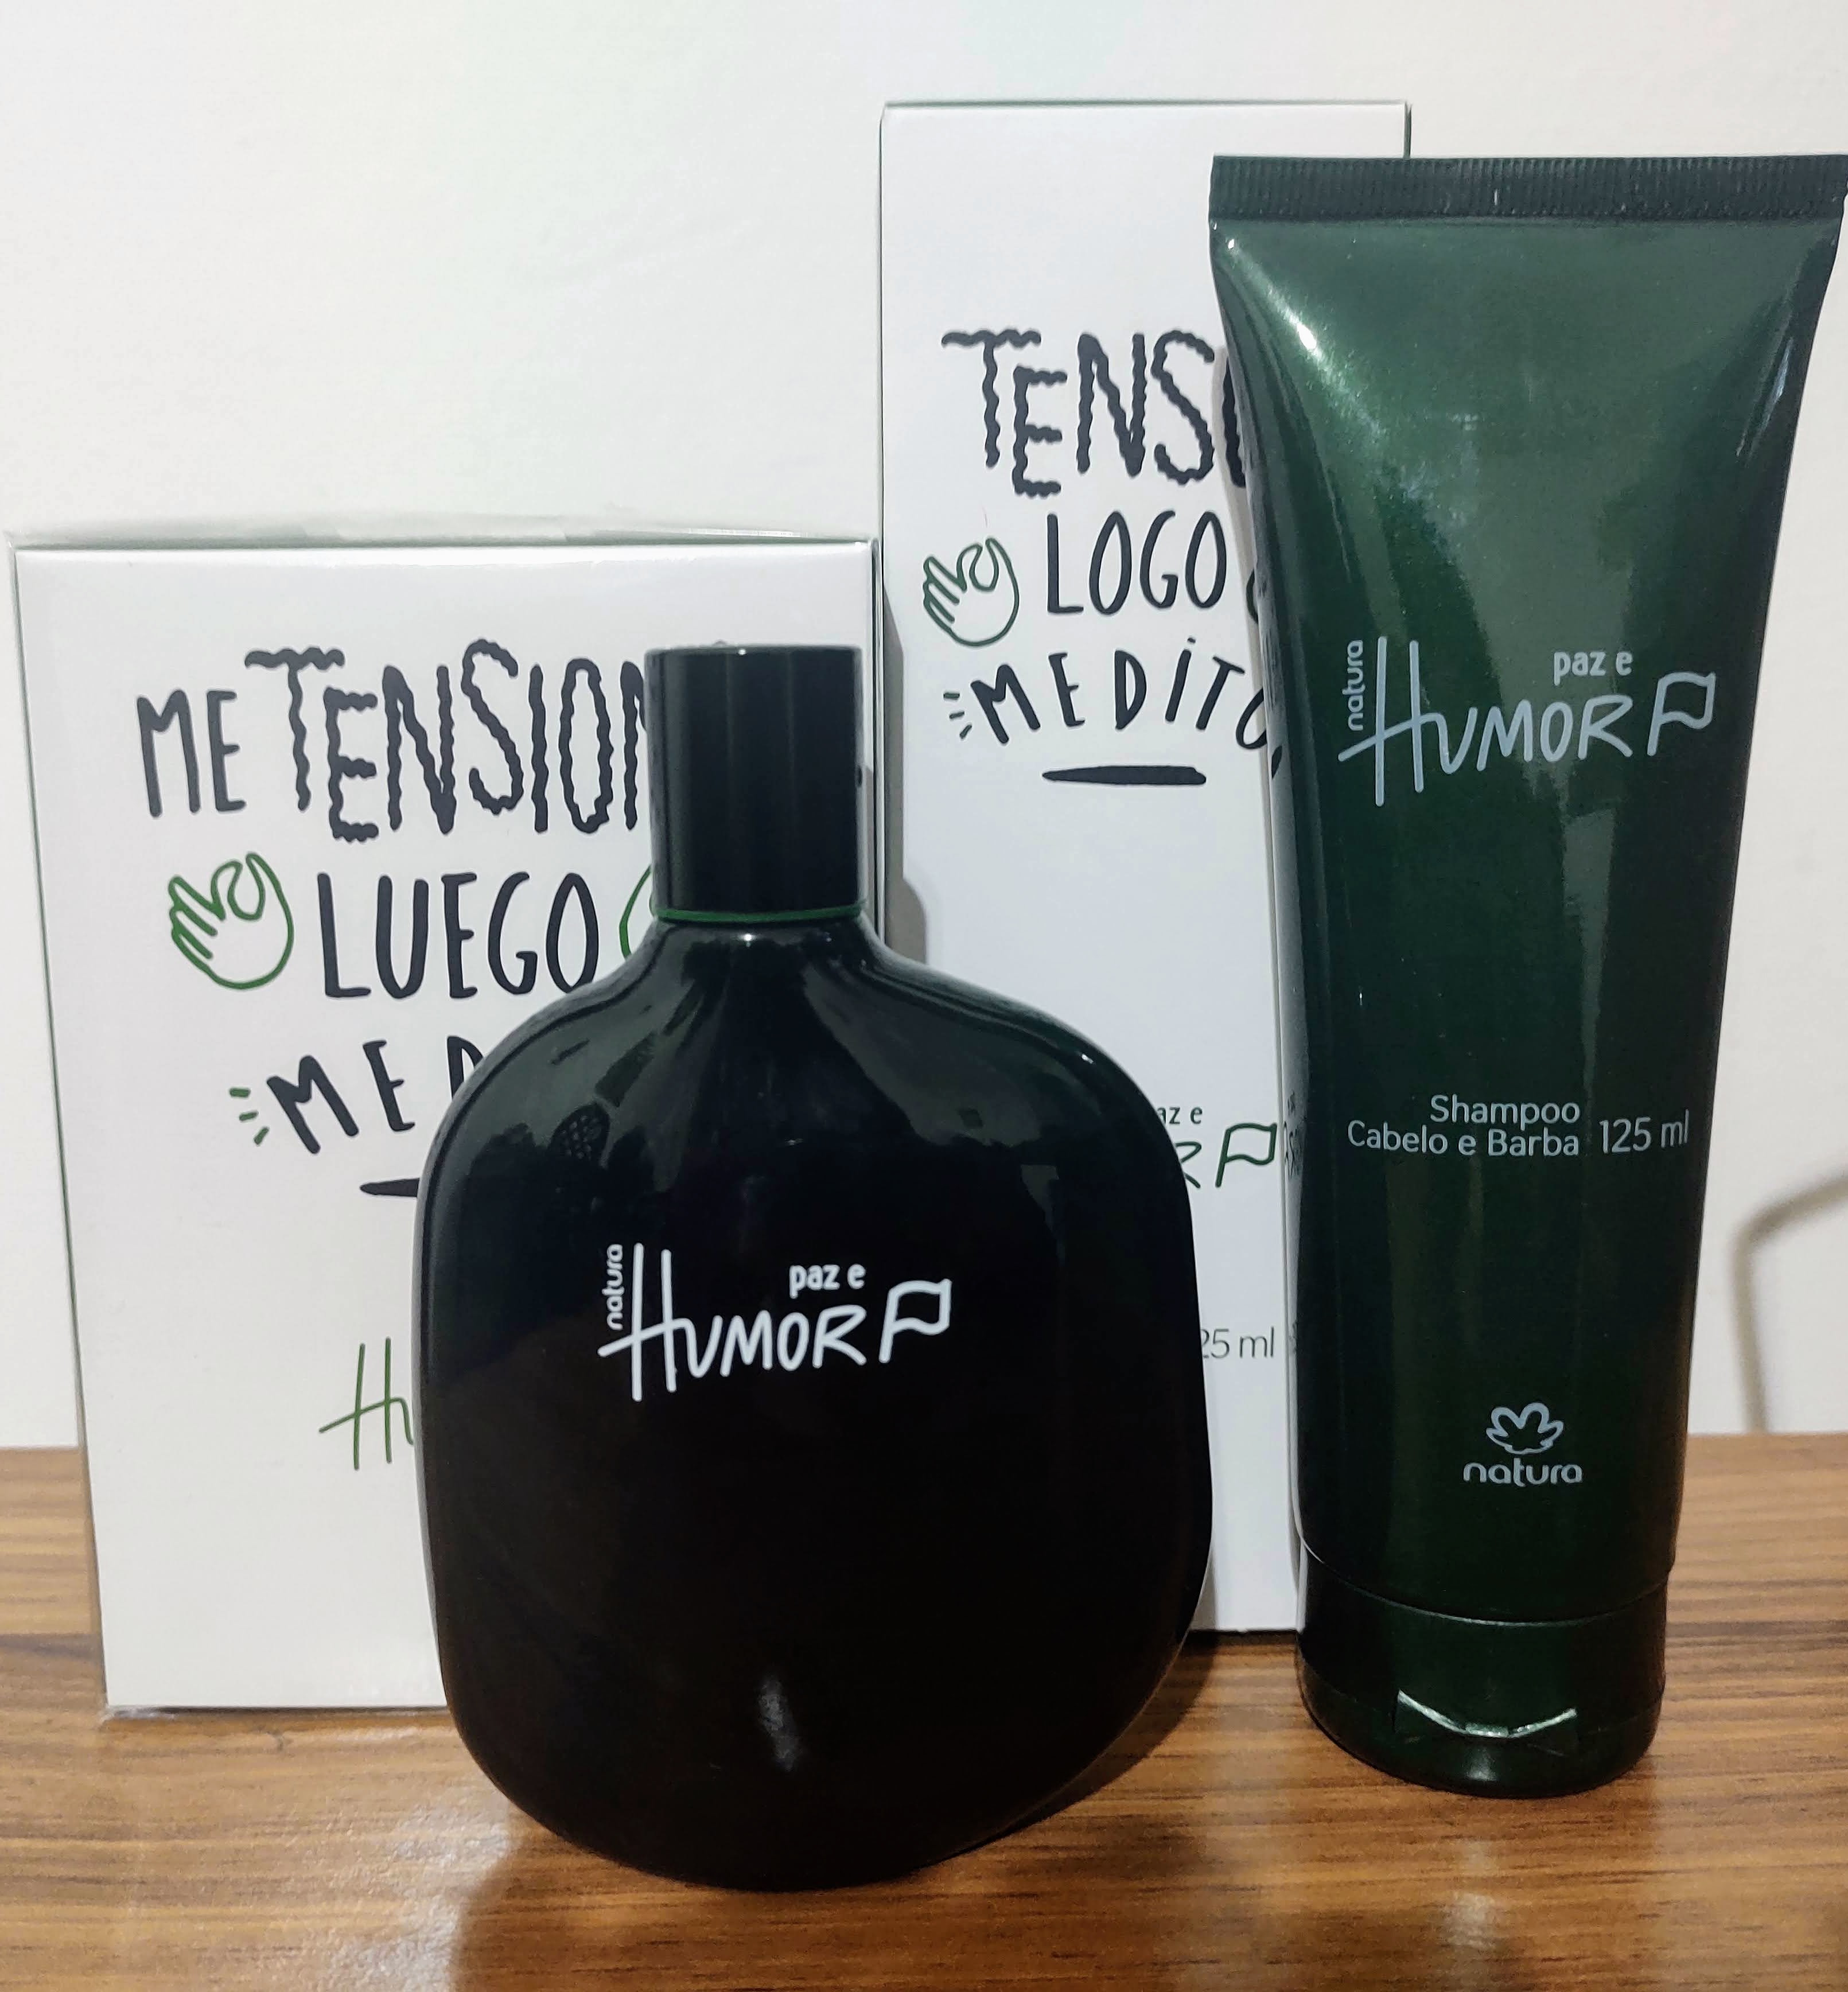 ME TENSION
LUEGO
TENS
LOGO
MEDITO
paz e
25 ml
natura
paz e
HUMOR
natura
paz e
HUMOR
Shampoo
Cabelo e Barba 125 ml
natura